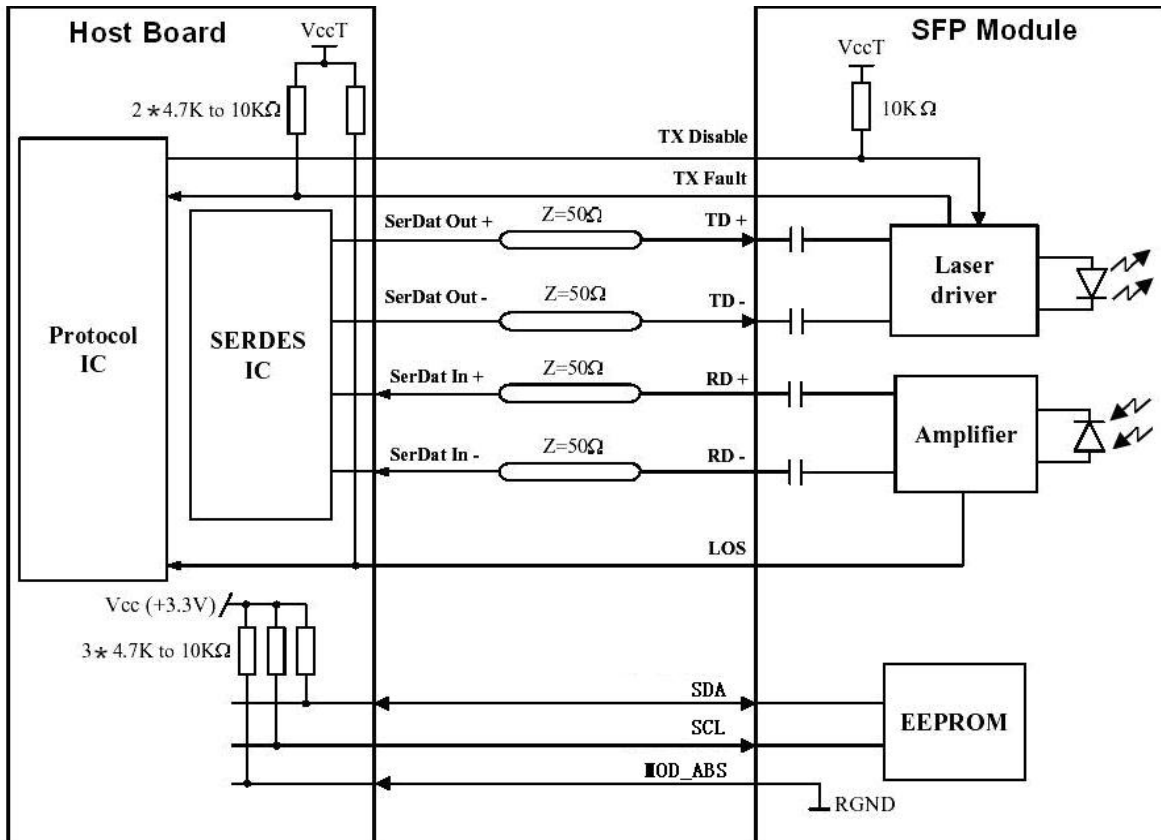 Host Board
SFP Module
VccT
VccT
2*4.7K to 10KΩ
10KΩ
TX Disable
TX Fault
SerDat Out +
Z=50Ω
TD +
SerDat Out -
Z=50Ω
TD -
Laser
driver
Protocol
IC
SERDES
IC
SerDat In +
Z=50Ω
RD +
SerDat In -
Z=50Ω
RD -
Amplifier
LOS
Vcc (+3.3V)
3* 4.7K to 10KΩ
SDA
SCL
MOD_ABS
EEPROM
RGND